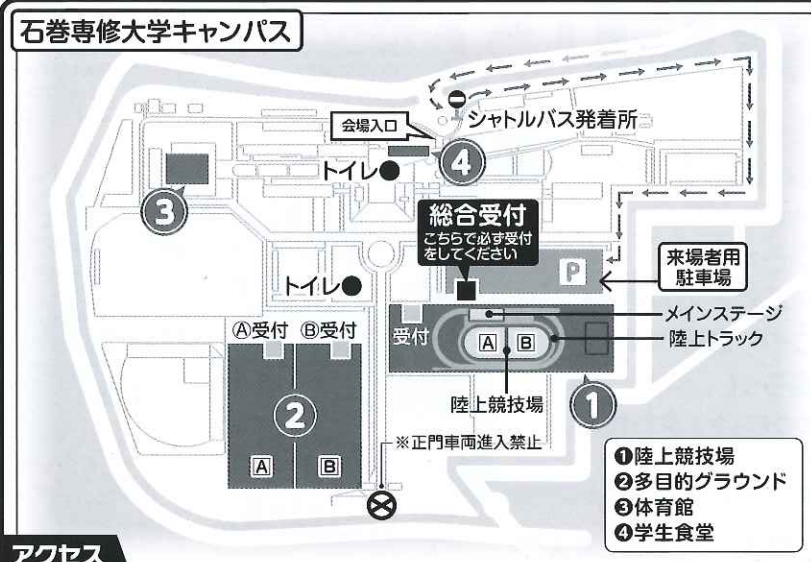 石巻専修大学キャンパス
シャトルバス発着所
会場入口
④
トイレ
③
総合受付
こちらで必ず受付
をしてください
P
来場者用
駐車場
トイレ
Ⓐ受付 Ⓑ受付
受付
メインステージ
A B
陸上トラック
陸上競技場
①
②
A B
※正門車両進入禁止
❶陸上競技場
❷多目的グラウンド
❸体育館
❹学生食堂
アクセス